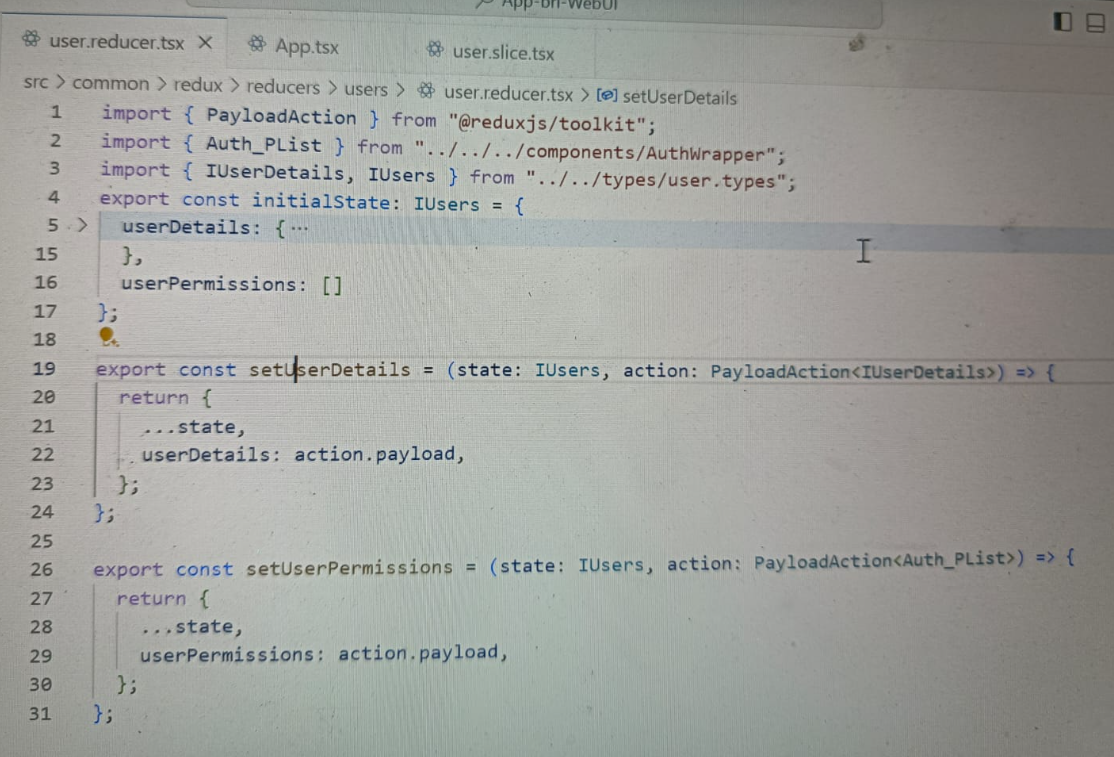 App-bh-WebUI
user.reducer.tsx
App.tsx
user.slice.tsx
src > common > redux > reducers > users > user.reducer.tsx > setUserDetails
1 import { PayloadAction } from "@reduxjs/toolkit";
2 import { Auth_PList } from "../../../components/AuthWrapper";
3 import { IUserDetails, IUsers } from "../../types/user.types";
4 export const initialState: IUsers = {
5 > userDetails: {···
15 },
16 userPermissions: []
17 };
18
19 export const setUserDetails = (state: IUsers, action: PayloadAction<IUserDetails>) => {
20 return {
21 ...state,
22 userDetails: action.payload,
23 };
24 };
25
26 export const setUserPermissions = (state: IUsers, action: PayloadAction<Auth_PList>) => {
27 return {
28 ...state,
29 userPermissions: action.payload,
30 };
31 };